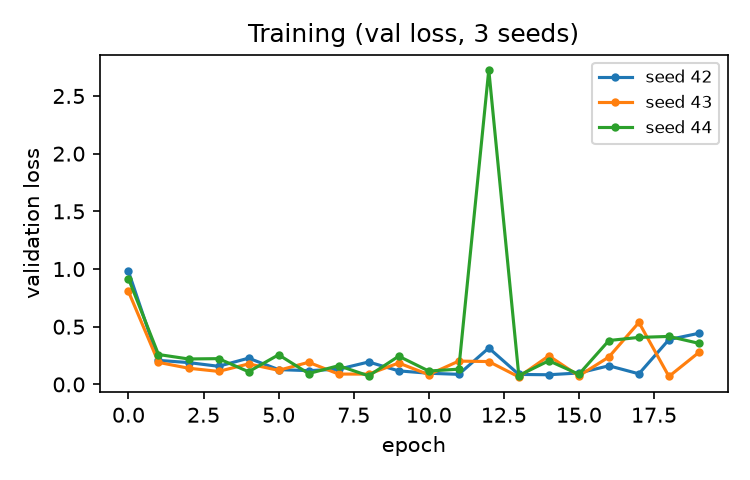 Training (val loss, 3 seeds)
seed 42
seed 43
seed 44
validation loss
2.5
2.0
1.5
1.0
0.5
0.0
0.0 2.5 5.0 7.5 10.0 12.5 15.0 17.5
epoch